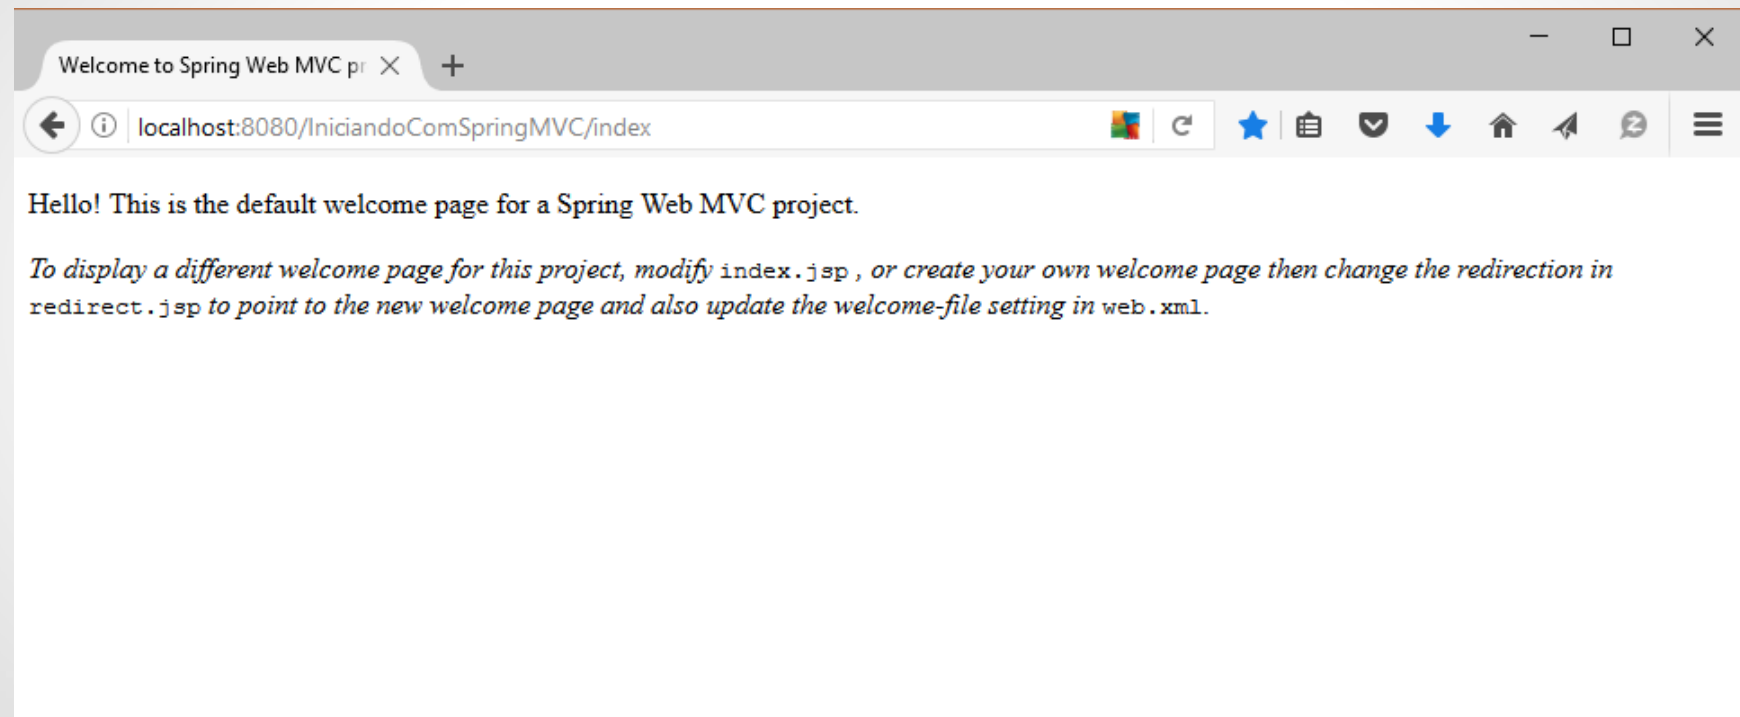 Welcome to Spring Web MVC pr
localhost:8080/IniciandoComSpringMVC/index
Hello! This is the default welcome page for a Spring Web MVC project.
To display a different welcome page for this project, modify index.jsp , or create your own welcome page then change the redirection in
redirect.jsp to point to the new welcome page and also update the welcome-file setting in web.xml.